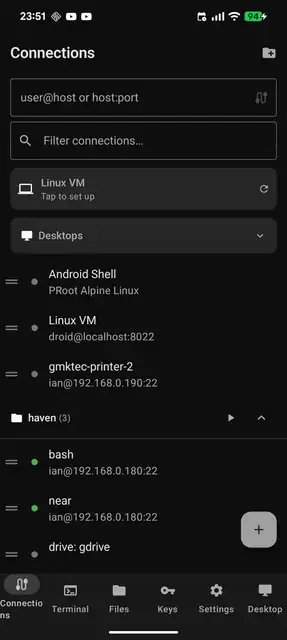 23:51
94
Connections
user@host or host:port
Filter connections...
Linux VM
Tap to set up
Desktops
Android Shell
PRoot Alpine Linux
Linux VM
droid@localhost:8022
gmktec-printer-2
ian@192.168.0.190:22
haven (3)
bash
ian@192.168.0.180:22
near
ian@192.168.0.180:22
drive: gdrive
+
Connectio
ns
Terminal
Files
Keys
Settings
Desktop